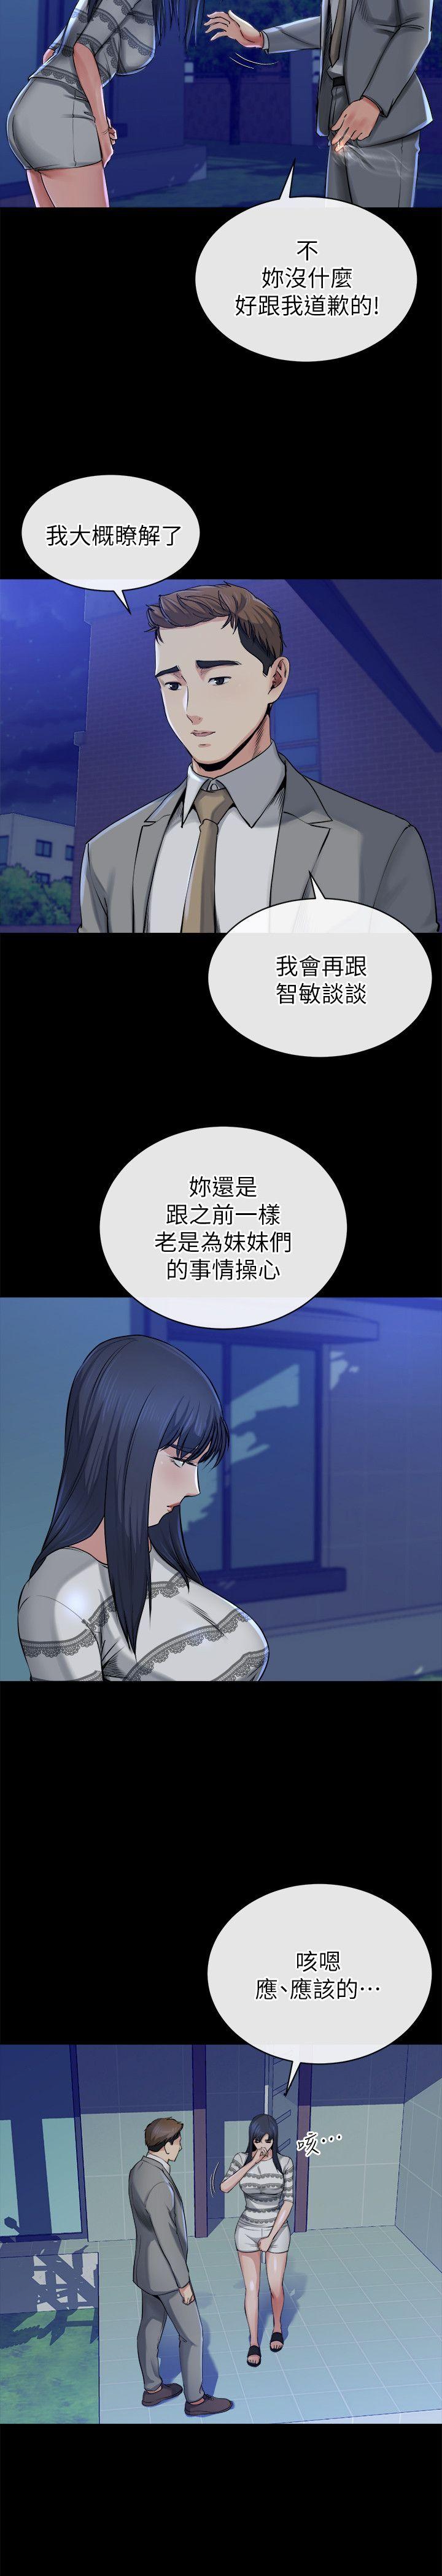 不
妳沒什麼
好跟我道歉的!
我大概瞭解了
我會再跟
智敏談談
妳還是
跟之前一樣
老是為妹妹們
的事情操心
咳嗯
應、應該的…
咳…